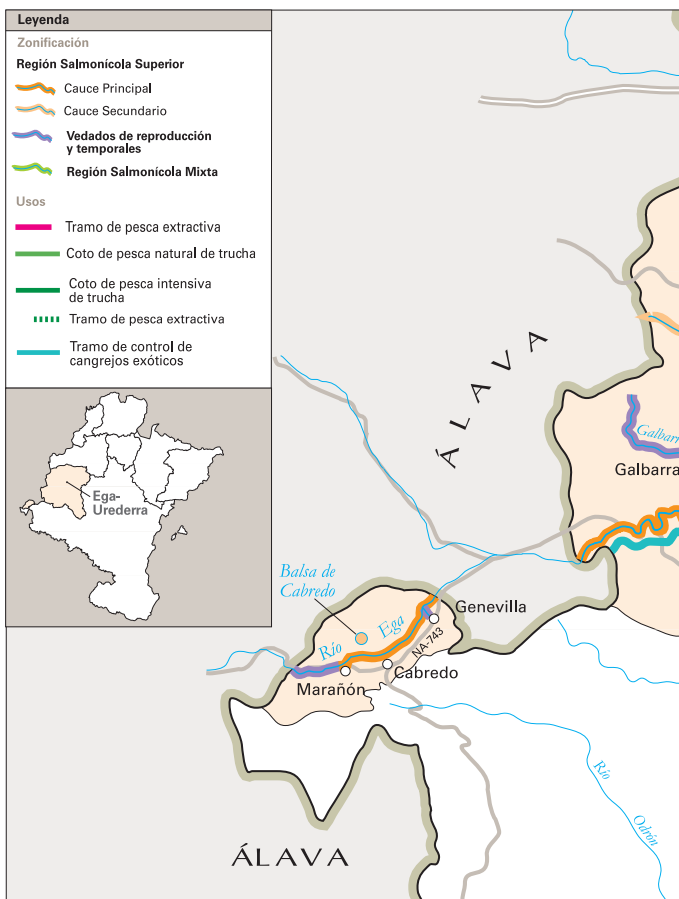 Leyenda
Zonificación
Región Salmonícola Superior
Cauce Principal
Cauce Secundario
Vedados de reproducción
y temporales
Región Salmonícola Mixta
Usos
Tramo de pesca extractiva
Coto de pesca natural de trucha
Coto de pesca intensiva
de trucha
Tramo de pesca extractiva
Tramo de control de
cangrejos exóticos
Ega-
Urederra
ÁLAVA
Galbarra
Balsa de
Cabredo
Río Ega
Genevilla
NA-743
Cabredo
Marañón
Río Odrón
ÁLAVA